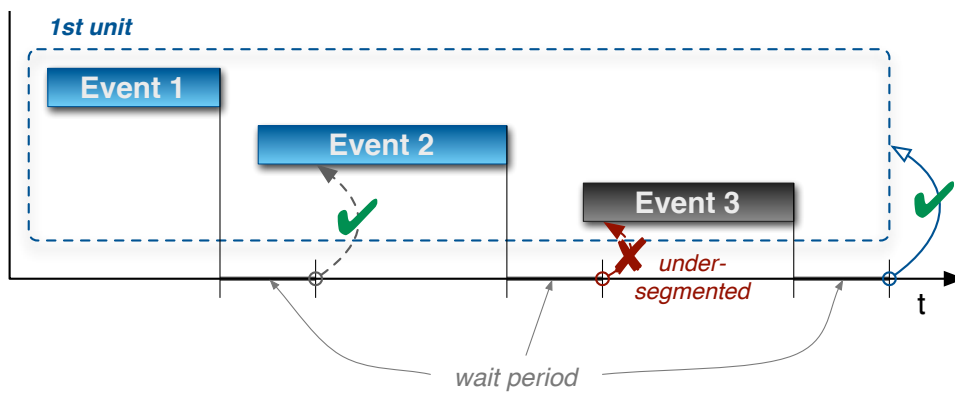 1st unit
Event 1
Event 2
Event 3
under-
segmented
t
wait period